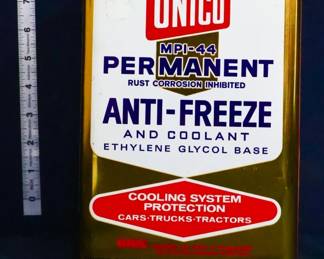 UNICO
MPI-44
PERMANENT
RUST CORROSION INHIBITED
ANTI-FREEZE
AND COOLANT
ETHYLENE GLYCOL BASE
COOLING SYSTEM
PROTECTION
CARS·TRUCKS·TRACTORS